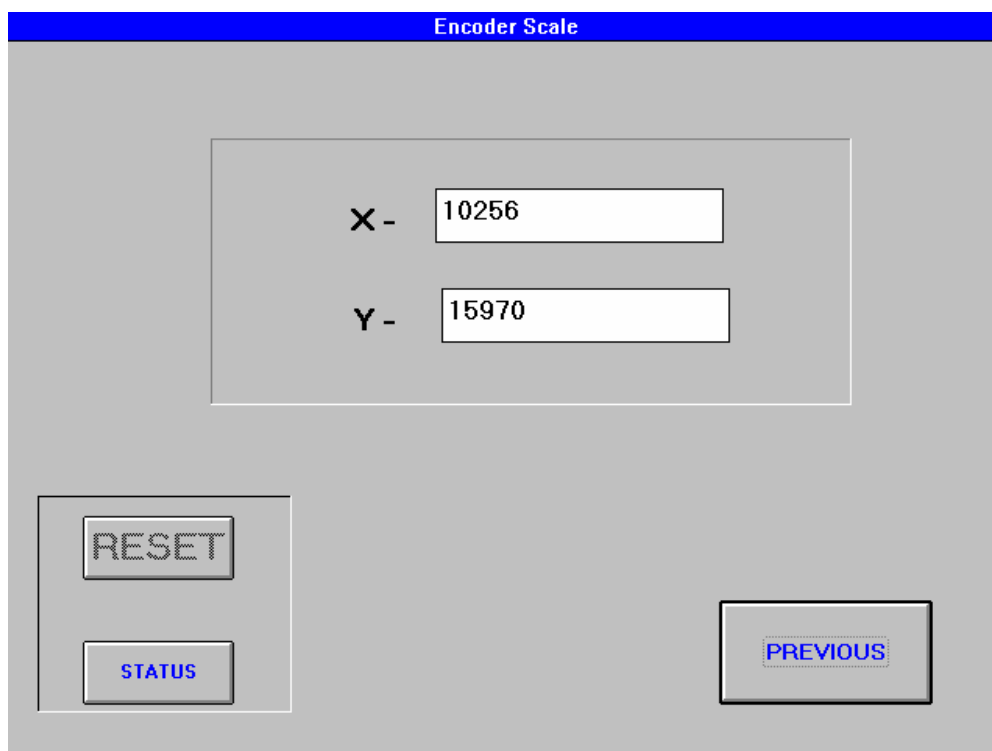 Encoder Scale
X - 10256
Y - 15970
RESET
STATUS
PREVIOUS